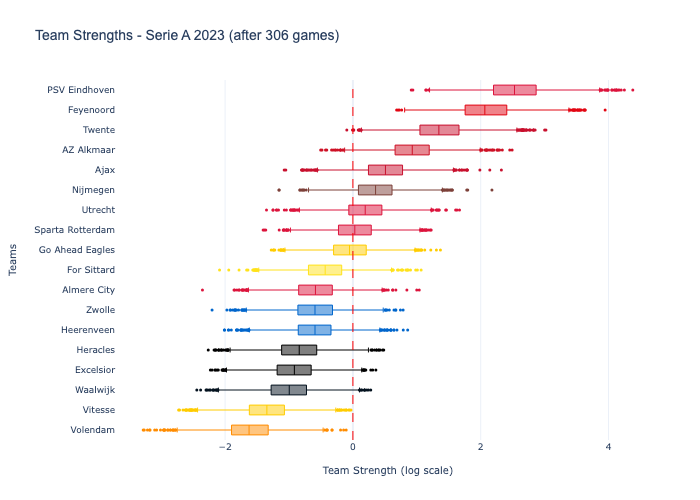 Team Strengths - Serie A 2023 (after 306 games)
PSV Eindhoven
Feyenoord
Twente
AZ Alkmaar
Ajax
Nijmegen
Utrecht
Sparta Rotterdam
Go Ahead Eagles
For Sittard
Almere City
Zwolle
Heerenveen
Heracles
Excelsior
Waalwijk
Vitesse
Volendam
Teams
−2 0 2 4
Team Strength (log scale)